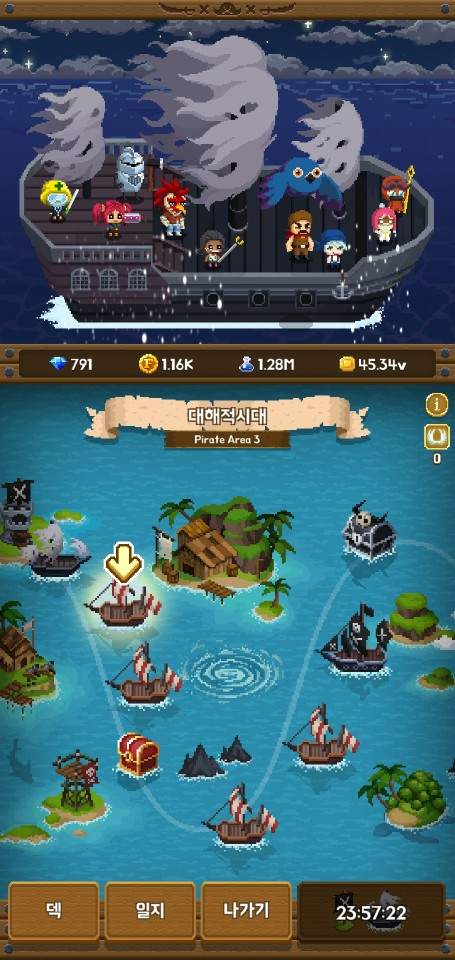 791
1.16K
1.28M
45.34v
대해적시대
Pirate Area 3
i
0
덱
일지
나가기
23:57:22